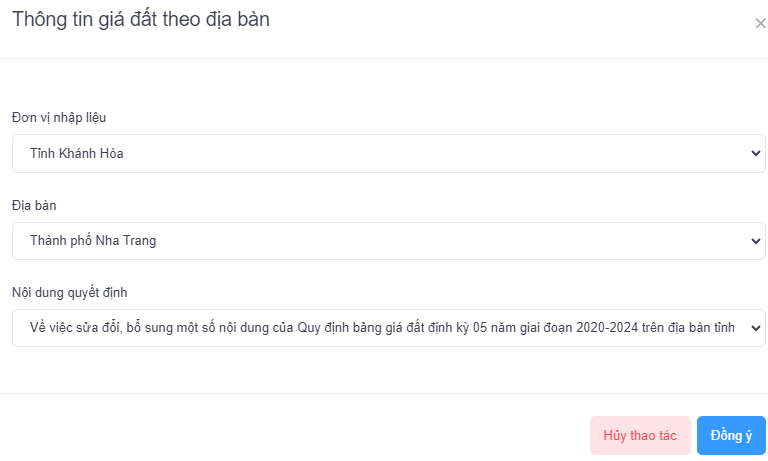 Thông tin giá đất theo địa bàn
Đơn vị nhập liệu
Tỉnh Khánh Hòa
Địa bàn
Thành phố Nha Trang
Nội dung quyết định
Về việc sửa đổi, bổ sung một số nội dung của Quy định bảng giá đất định kỳ 05 năm giai đoạn 2020-2024 trên địa bàn tỉnh
Hủy thao tác
Đồng ý